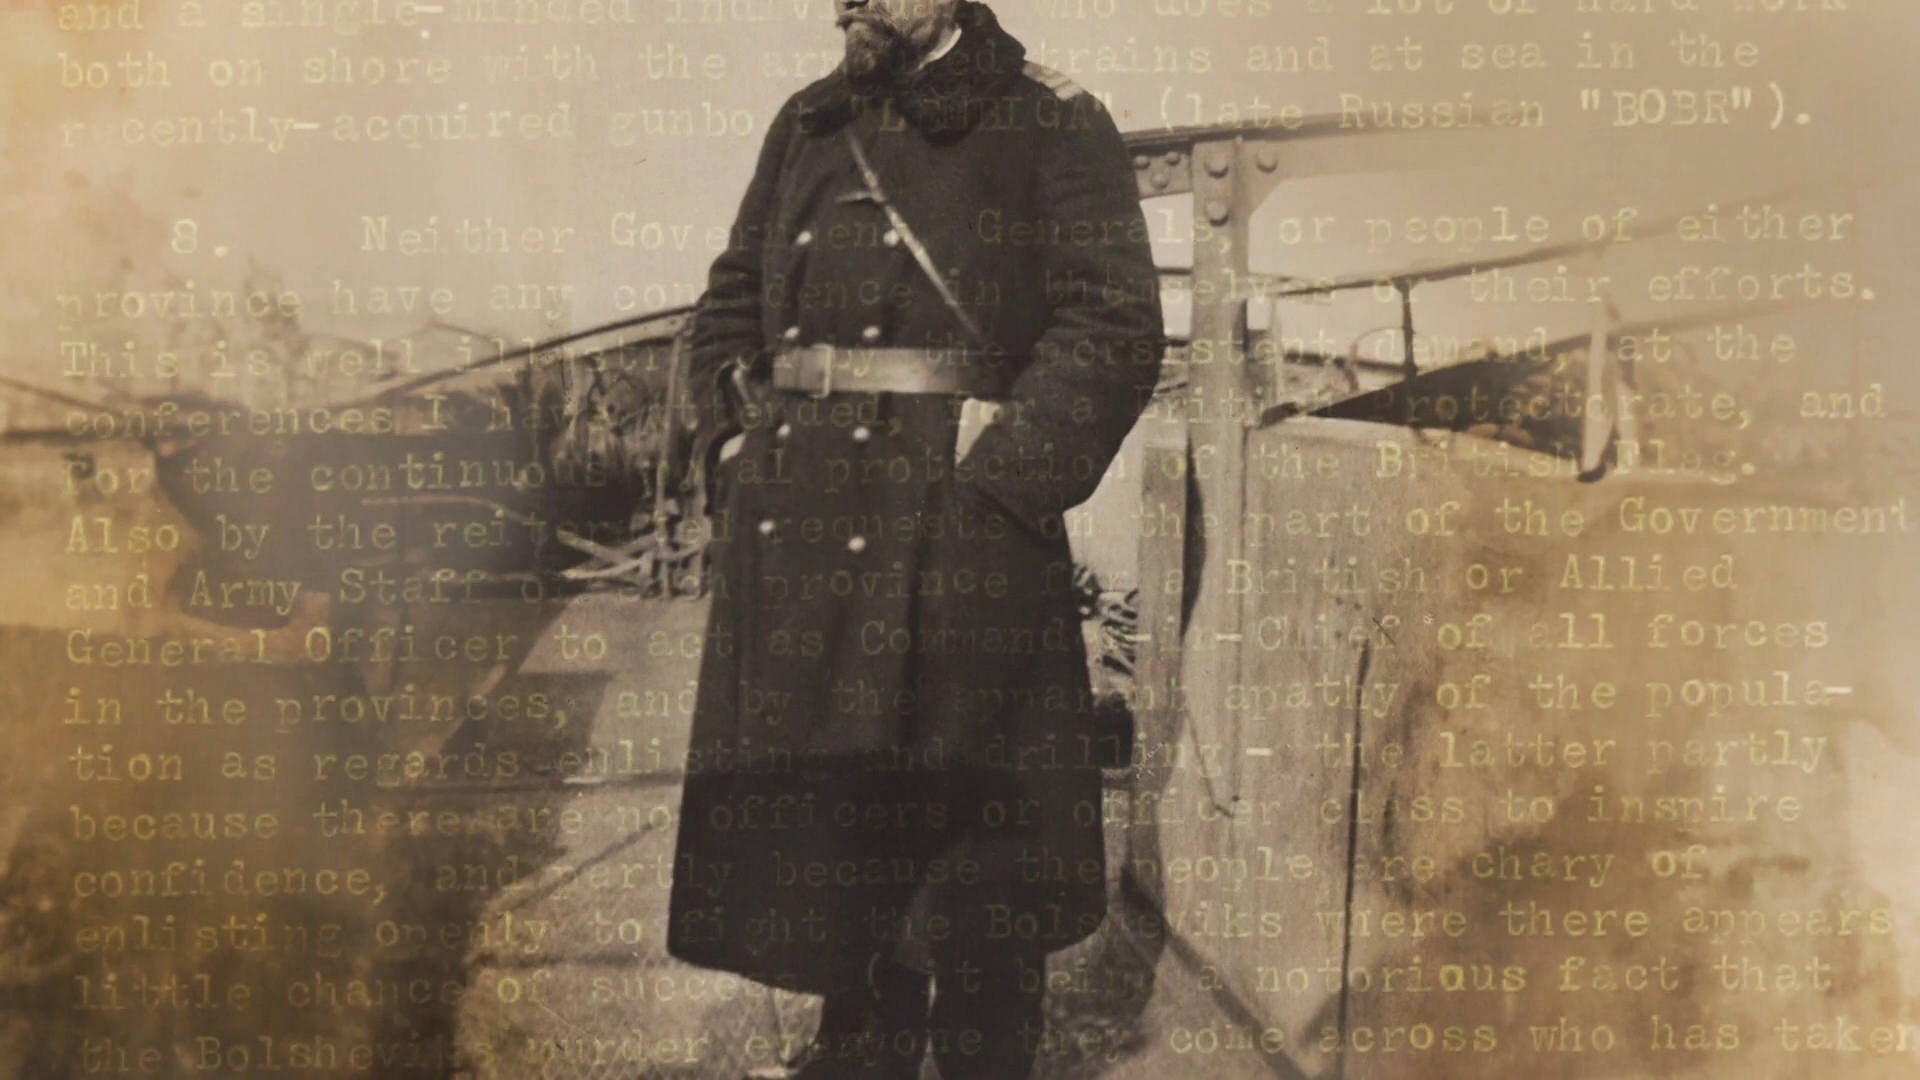 and a single-minded individual who does a lot of hard work
both on shore with the armoured trains and at sea in the
recently-acquired gunboat "LEMBIGA" (late Russian "BOBR").
8. Neither Government, Generals, or people of either
province have any confidence in themselves or their efforts.
This is well illustrated by the persistent demand, at the
conferences I have attended, for a British Protectorate, and
for the continuous naval protection of the British Flag.
Also by the reiterated requests on the part of the Government
and Army Staff of each province for a British or Allied
General Officer to act as Commander-in-Chief of all forces
in the provinces, and by the apparent apathy of the popula-
tion as regards enlisting and drilling - the latter partly
because there are no officers or officer class to inspire
confidence, and partly because the people are chary of
enlisting openly to fight the Bolsheviks where there appears
little chance of success. ( it being a notorious fact that
the Bolsheviks murder everyone they come across who has taken